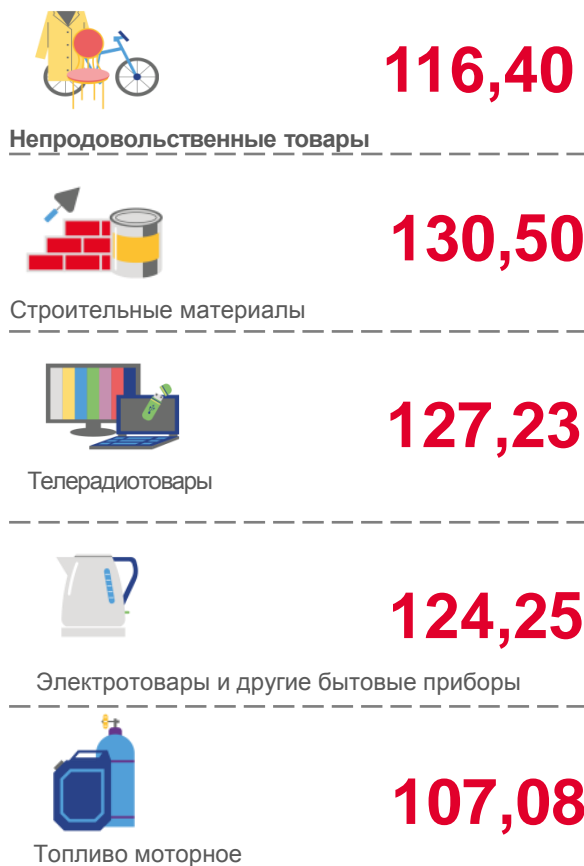 116,40
Непродовольственные товары
130,50
Строительные материалы
127,23
Телерадиотовары
124,25
Электротовары и другие бытовые приборы
107,08
Топливо моторное